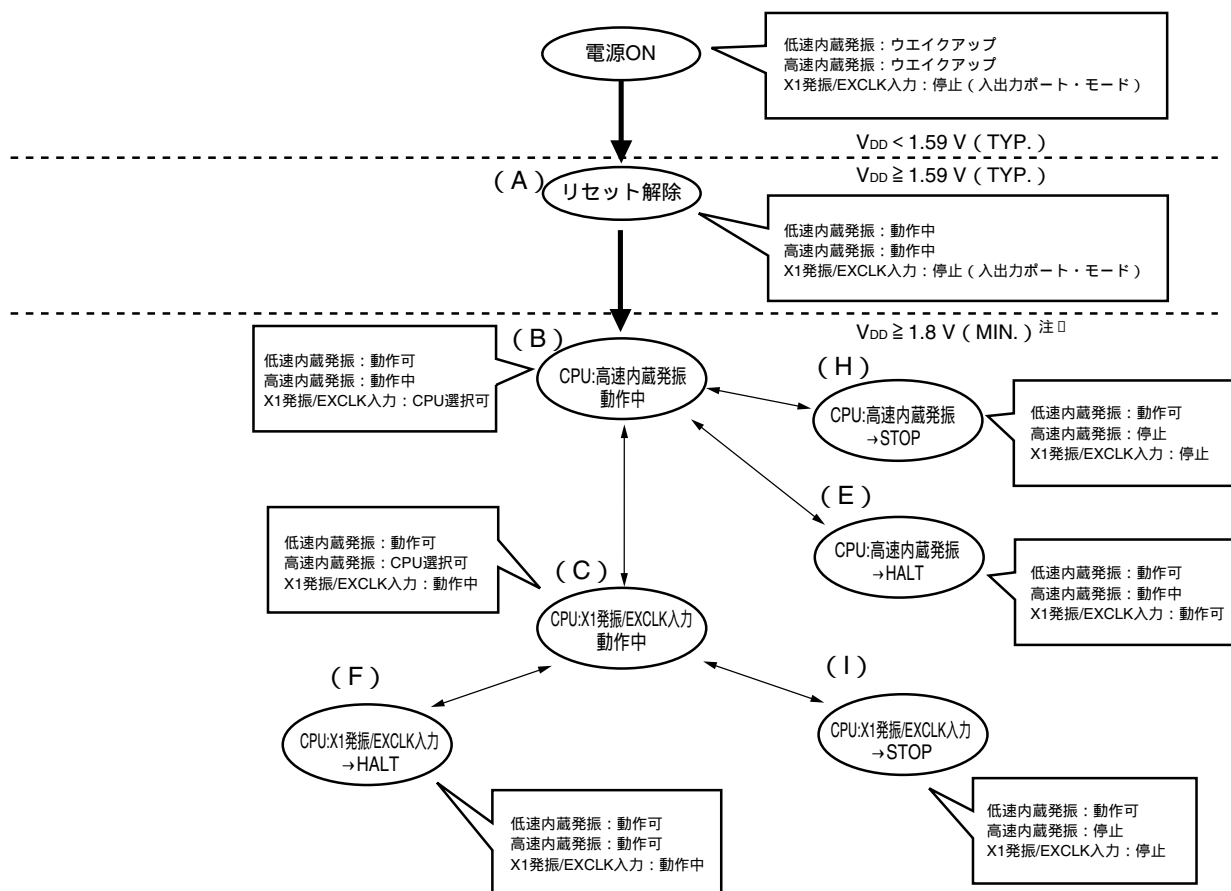 電源ON
低速内蔵発振：ウエイクアップ
高速内蔵発振：ウエイクアップ
X1発振/EXCLK入力：停止（入出力ポート・モード）
VDD < 1.59 V（TYP.）
VDD ≧ 1.59 V（TYP.）
（A）
リセット解除
低速内蔵発振：動作中
高速内蔵発振：動作中
X1発振/EXCLK入力：停止（入出力ポート・モード）
VDD ≧ 1.8 V（MIN.）注
（B）
低速内蔵発振：動作可
高速内蔵発振：動作中
X1発振/EXCLK入力：CPU選択可
CPU:高速内蔵発振
動作中
（H）
CPU:高速内蔵発振
→STOP
低速内蔵発振：動作可
高速内蔵発振：停止
X1発振/EXCLK入力：停止
（E）
CPU:高速内蔵発振
→HALT
低速内蔵発振：動作可
高速内蔵発振：動作中
X1発振/EXCLK入力：動作可
低速内蔵発振：動作可
高速内蔵発振：CPU選択可
X1発振/EXCLK入力：動作中
（C）
CPU:X1発振/EXCLK入力
動作中
（F）
CPU:X1発振/EXCLK入力
→HALT
（I）
CPU:X1発振/EXCLK入力
→STOP
低速内蔵発振：動作可
高速内蔵発振：動作可
X1発振/EXCLK入力：動作中
低速内蔵発振：動作可
高速内蔵発振：停止
X1発振/EXCLK入力：停止